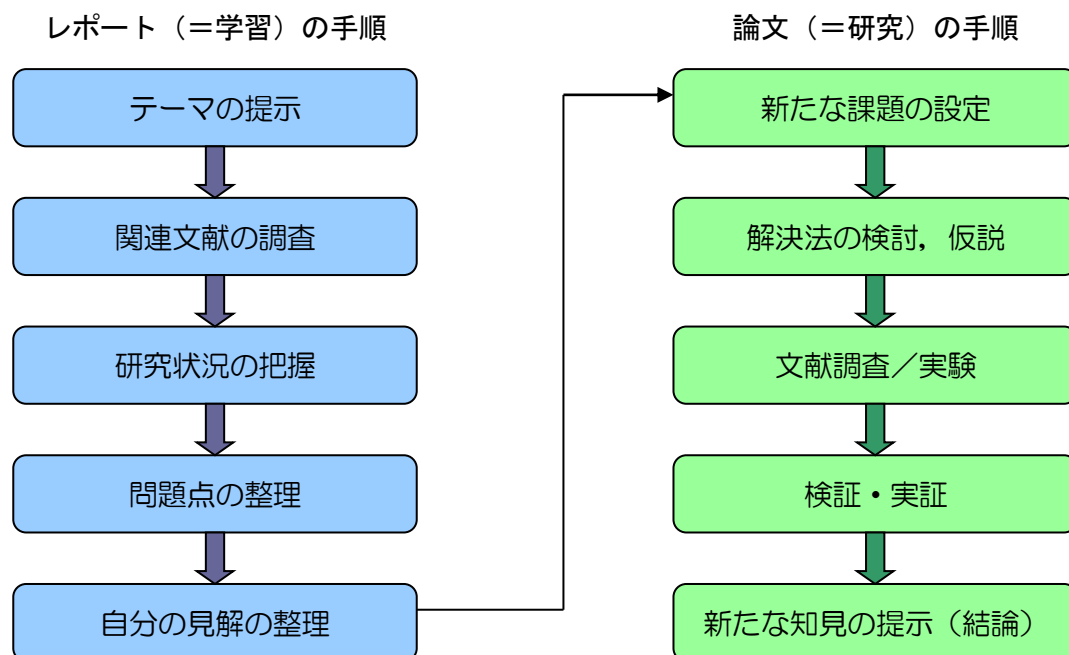 レポート（＝学習）の手順
テーマの提示
関連文献の調査
研究状況の把握
問題点の整理
自分の見解の整理
論文（＝研究）の手順
新たな課題の設定
解決法の検討，仮説
文献調査／実験
検証・実証
新たな知見の提示（結論）